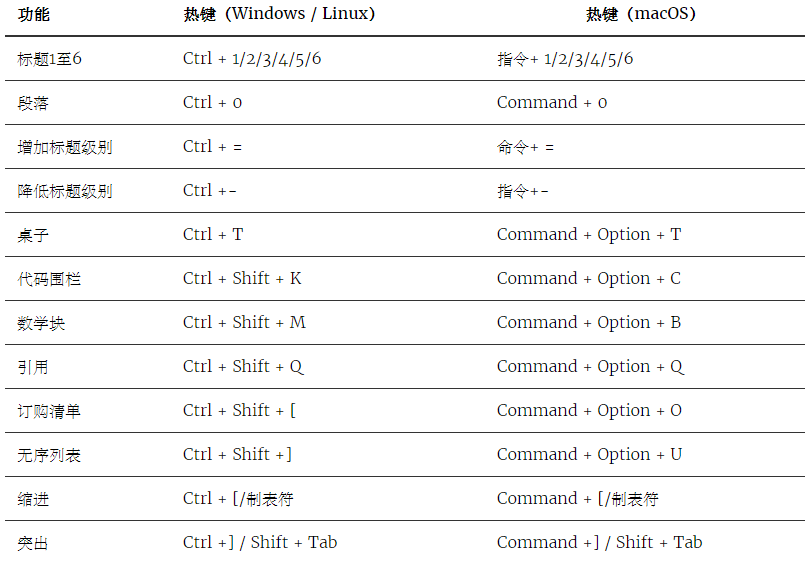 功能 热键（Windows / Linux） 热键（macOS）
标题1至6 Ctrl + 1/2/3/4/5/6 指令+ 1/2/3/4/5/6
段落 Ctrl + 0 Command + 0
增加标题级别 Ctrl + = 命令+ =
降低标题级别 Ctrl +- 指令+-
桌子 Ctrl + T Command + Option + T
代码围栏 Ctrl + Shift + K Command + Option + C
数学块 Ctrl + Shift + M Command + Option + B
引用 Ctrl + Shift + Q Command + Option + Q
订购清单 Ctrl + Shift + [ Command + Option + O
无序列表 Ctrl + Shift +] Command + Option + U
缩进 Ctrl + [/制表符 Command + [/制表符
突出 Ctrl +] / Shift + Tab Command +] / Shift + Tab